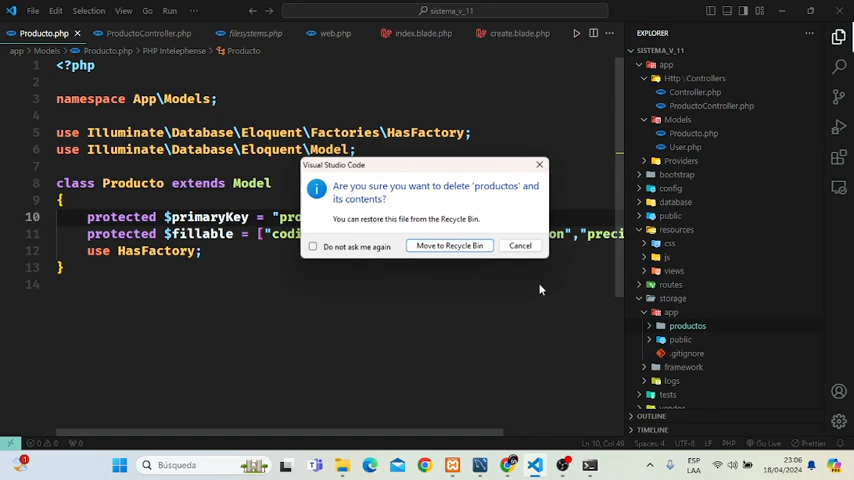 File Edit Selection View Go Run ···
sistema_v_11
Producto.php
ProductoController.php
filesystems.php
web.php
index.blade.php
create.blade.php
app > Models > Producto.php > PHP Intelephense > Producto
1 <?php
2
3 namespace App\Models;
4
5 use Illuminate\Database\Eloquent\Factories\HasFactory;
6 use Illuminate\Database\Eloquent\Model;
7
8 class Producto extends Model
9 {
10 protected $primaryKey = "pro
11 protected $fillable = ["codi on","preci
12 use HasFactory;
13 }
14
Visual Studio Code
Are you sure you want to delete 'productos' and
its contents?
You can restore this file from the Recycle Bin.
Do not ask me again
Move to Recycle Bin
Cancel
EXPLORER
SISTEMA_V_11
app
Http\Controllers
Controller.php
ProductoController.php
Models
Producto.php
User.php
Providers
bootstrap
config
database
public
resources
css
js
views
routes
storage
app
productos
public
.gitignore
framework
logs
tests
vendor
OUTLINE
TIMELINE
0 0 0
Ln 10, Col 49 Spaces: 4 UTF-8 LF PHP Go Live Prettier
Búsqueda
ESP
LAA
23:06
18/04/2024